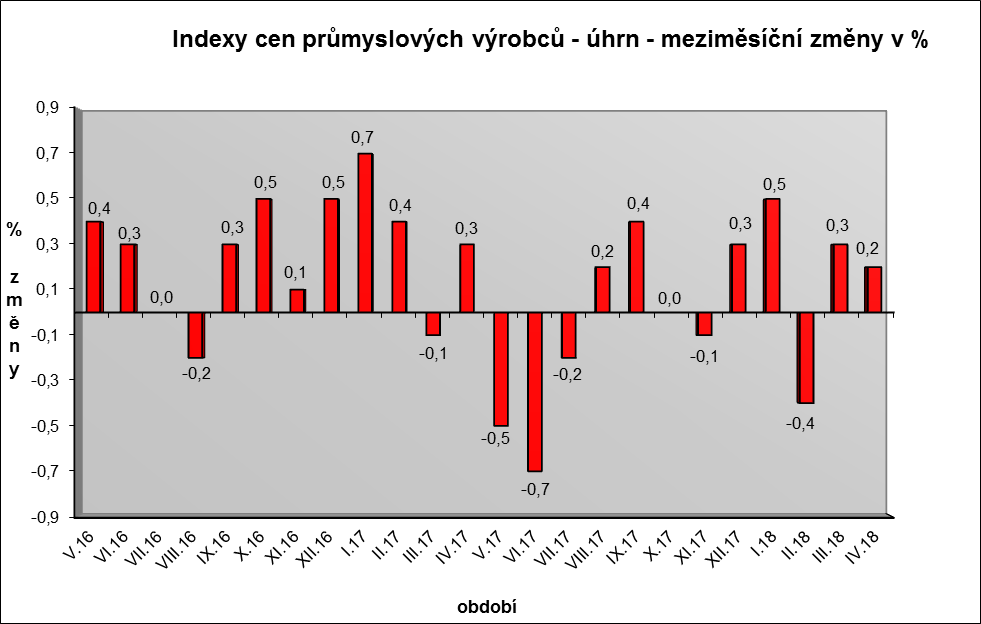 Indexy cen průmyslových výrobců - úhrn - meziměsíční změny v %
% změny
0,9
0,7
0,5
0,3
0,1
-0,1
-0,3
-0,5
-0,7
-0,9
0,4
0,3
0,0
-0,2
0,3
0,5
0,1
0,5
0,7
0,4
-0,1
0,3
-0,5
-0,7
-0,2
0,2
0,4
0,0
-0,1
0,3
0,5
-0,4
0,3
0,2
V.16
VI.16
VII.16
VIII.16
IX.16
X.16
XI.16
XII.16
I.17
II.17
III.17
IV.17
V.17
VI.17
VII.17
VIII.17
IX.17
X.17
XI.17
XII.17
I.18
II.18
III.18
IV.18
období